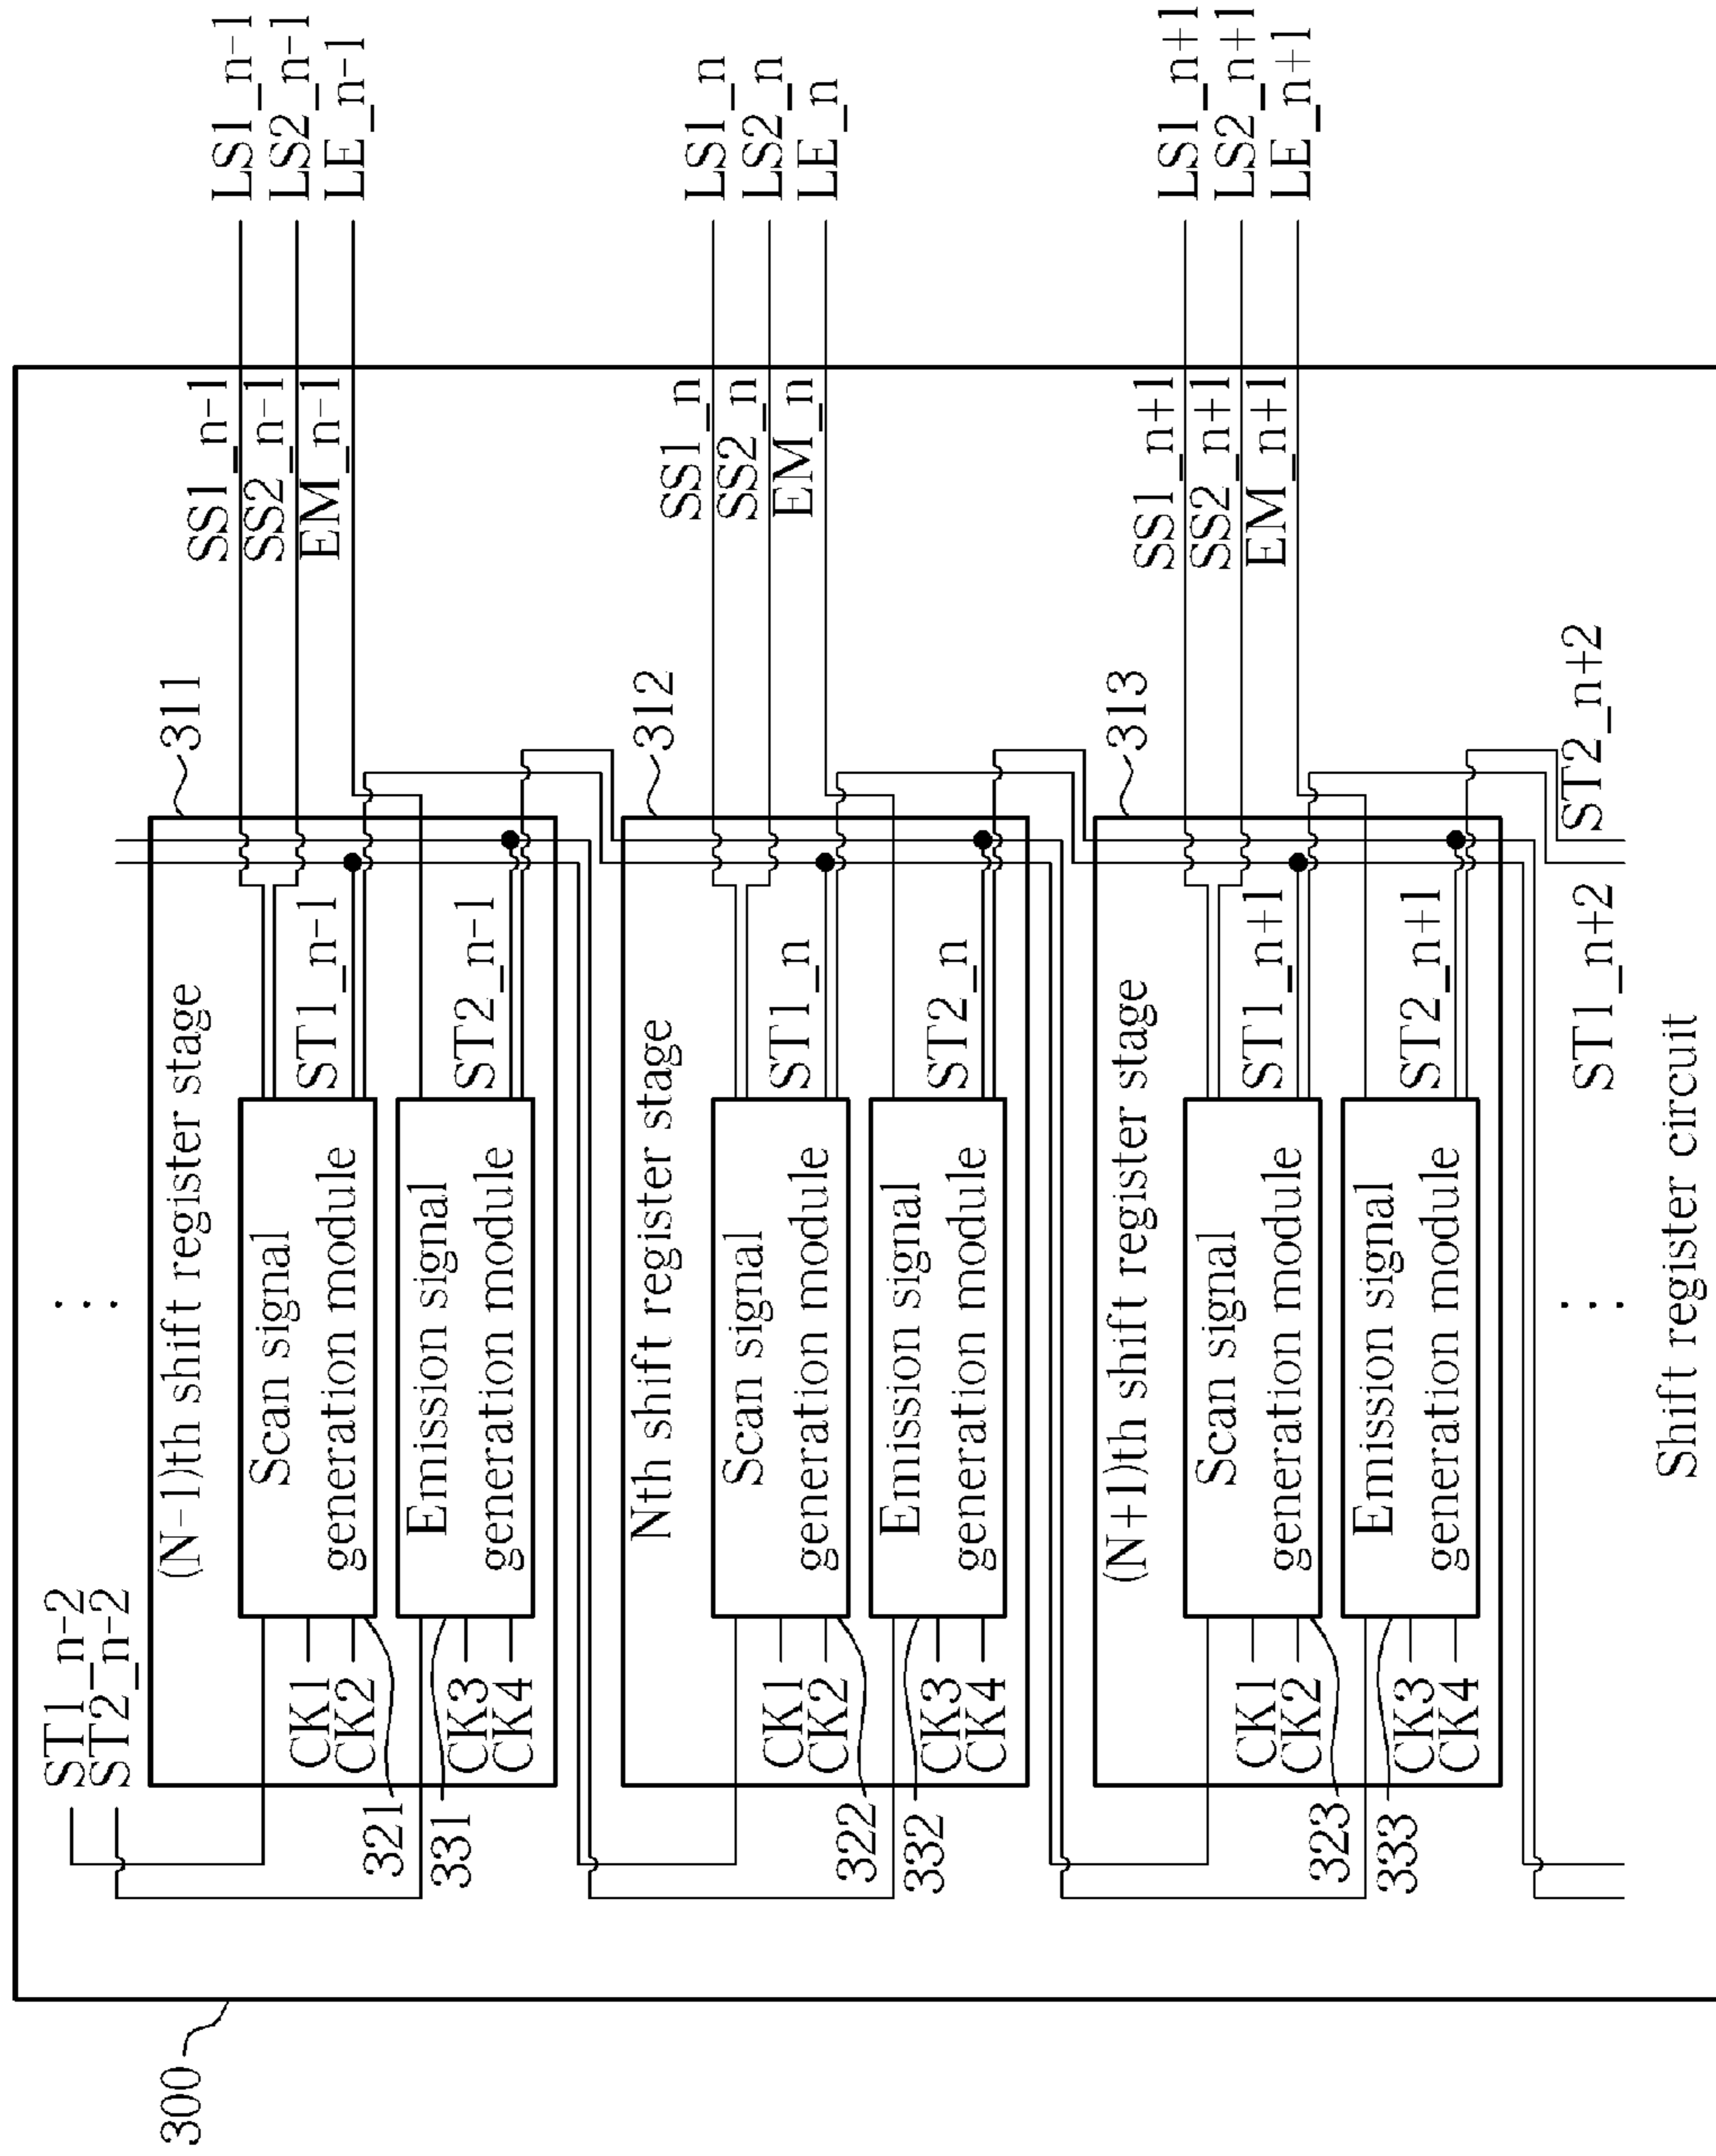 300
ST1_n-2
ST2_n-2
⋮
(N-1)th shift register stage
311
Scan signal
generation module
CK1
CK2
321
ST1_n-1
SS1_n-1
SS2_n-1
EM_n-1
LS1_n-1
LS2_n-1
LE_n-1
Emission signal
generation module
331
CK3
CK4
ST2_n-1
Nth shift register stage
312
Scan signal
generation module
CK1
CK2
322
ST1_n
SS1_n
SS2_n
EM_n
LS1_n
LS2_n
LE_n
Emission signal
generation module
332
CK3
CK4
ST2_n
(N+1)th shift register stage
313
Scan signal
generation module
CK1
CK2
323
ST1_n+1
SS1_n+1
SS2_n+1
EM_n+1
LS1_n+1
LS2_n+1
LE_n+1
Emission signal
generation module
333
CK3
CK4
ST2_n+1
⋮
ST1_n+2
ST2_n+2
Shift register circuit